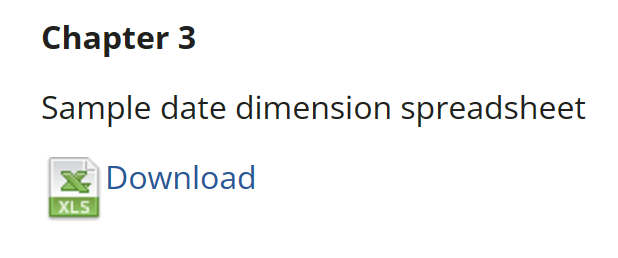 Chapter 3
Sample date dimension spreadsheet
XLS Download